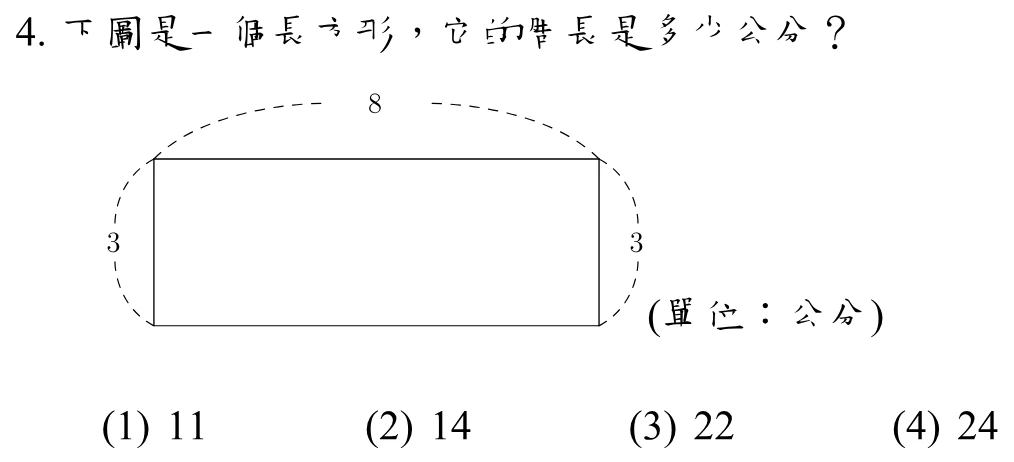 4. 下圖是一個長方形，它的周長是多少公分？
8
3 3
(單位：公分)
(1) 11 (2) 14 (3) 22 (4) 24